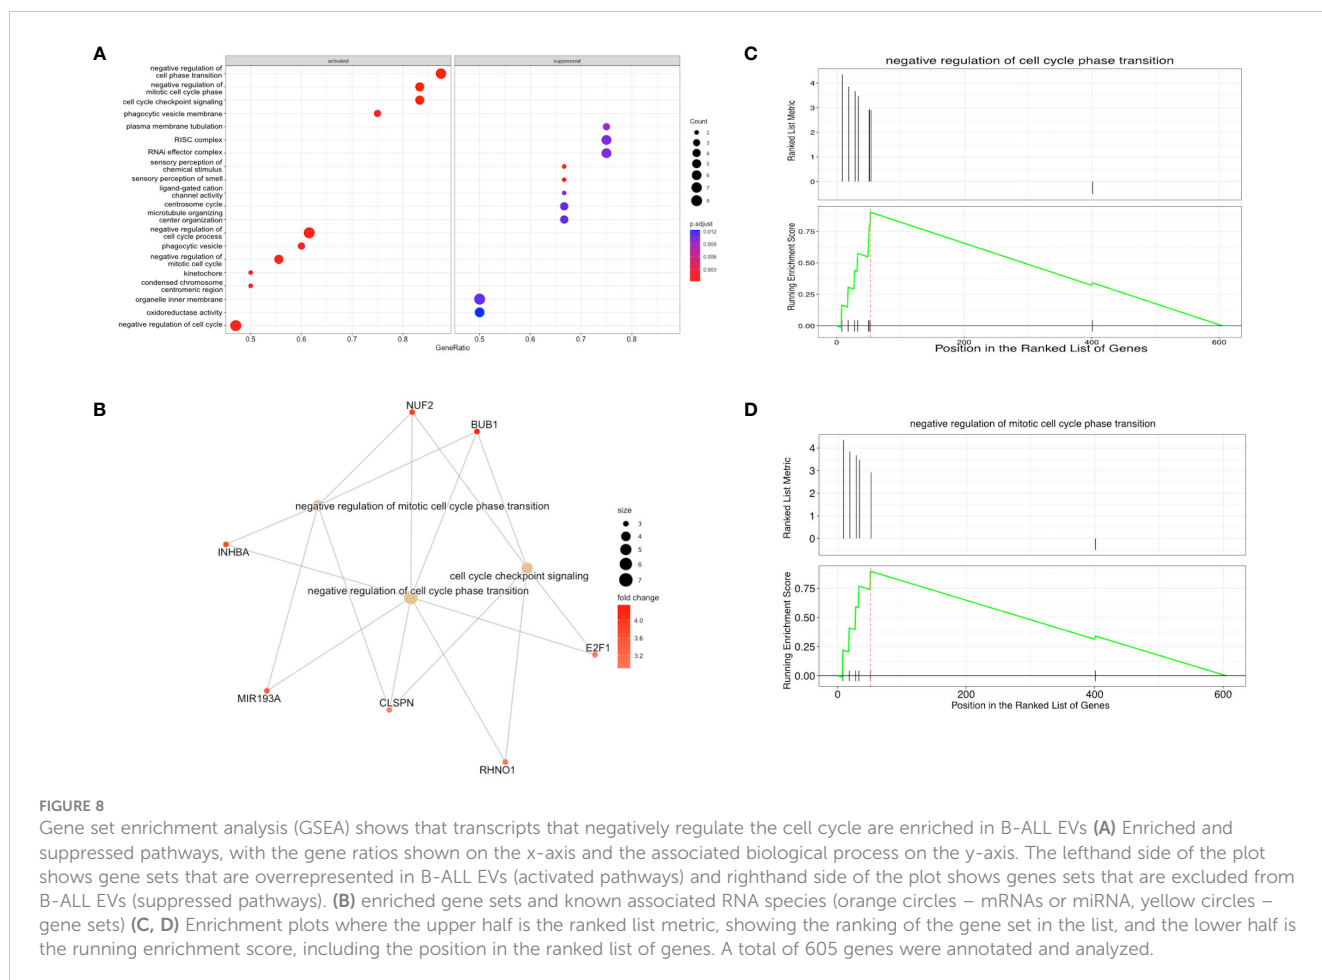 A
activated
suppressed
negative regulation of
cell phase transition
negative regulation of
mitotic cell cycle phase
cell cycle checkpoint signaling
phagocytic vesicle membrane
plasma membrane tubulation
RISC complex
RNAi effector complex
sensory perception of
chemical stimulus
sensory perception of smell
ligand-gated cation
channel activity
centrosome cycle
microtubule organizing
center organization
negative regulation of
cell cycle process
phagocytic vesicle
negative regulation of
mitotic cell cycle
kinetochore
condensed chromosome
centromeric region
organelle inner membrane
oxidoreductase activity
negative regulation of cell cycle
0.5 0.6 0.7 0.8 0.5 0.6 0.7 0.8
GeneRatio
Count
2
3
4
5
6
7
8
p.adjust
0.012
0.009
0.006
0.003
C
negative regulation of cell cycle phase transition
Ranked List Metric
4
3
2
1
0
Running Enrichment Score
0.75
0.50
0.25
0.00
0 200 400 600
Position in the Ranked List of Genes
B
NUF2
BUB1
negative regulation of mitotic cell cycle phase transition
INHBA
cell cycle checkpoint signaling
negative regulation of cell cycle phase transition
E2F1
MIR193A
CLSPN
RHNO1
size
3
4
5
6
7
fold change
4.0
3.6
3.2
D
negative regulation of mitotic cell cycle phase transition
Ranked List Metric
4
3
2
1
0
Running Enrichment Score
0.75
0.50
0.25
0.00
0 200 400 600
Position in the Ranked List of Genes
FIGURE 8
Gene set enrichment analysis (GSEA) shows that transcripts that negatively regulate the cell cycle are enriched in B-ALL EVs (A) Enriched and
suppressed pathways, with the gene ratios shown on the x-axis and the associated biological process on the y-axis. The lefthand side of the plot
shows gene sets that are overrepresented in B-ALL EVs (activated pathways) and righthand side of the plot shows genes sets that are excluded from
B-ALL EVs (suppressed pathways). (B) enriched gene sets and known associated RNA species (orange circles – mRNAs or miRNA, yellow circles –
gene sets) (C, D) Enrichment plots where the upper half is the ranked list metric, showing the ranking of the gene set in the list, and the lower half is
the running enrichment score, including the position in the ranked list of genes. A total of 605 genes were annotated and analyzed.